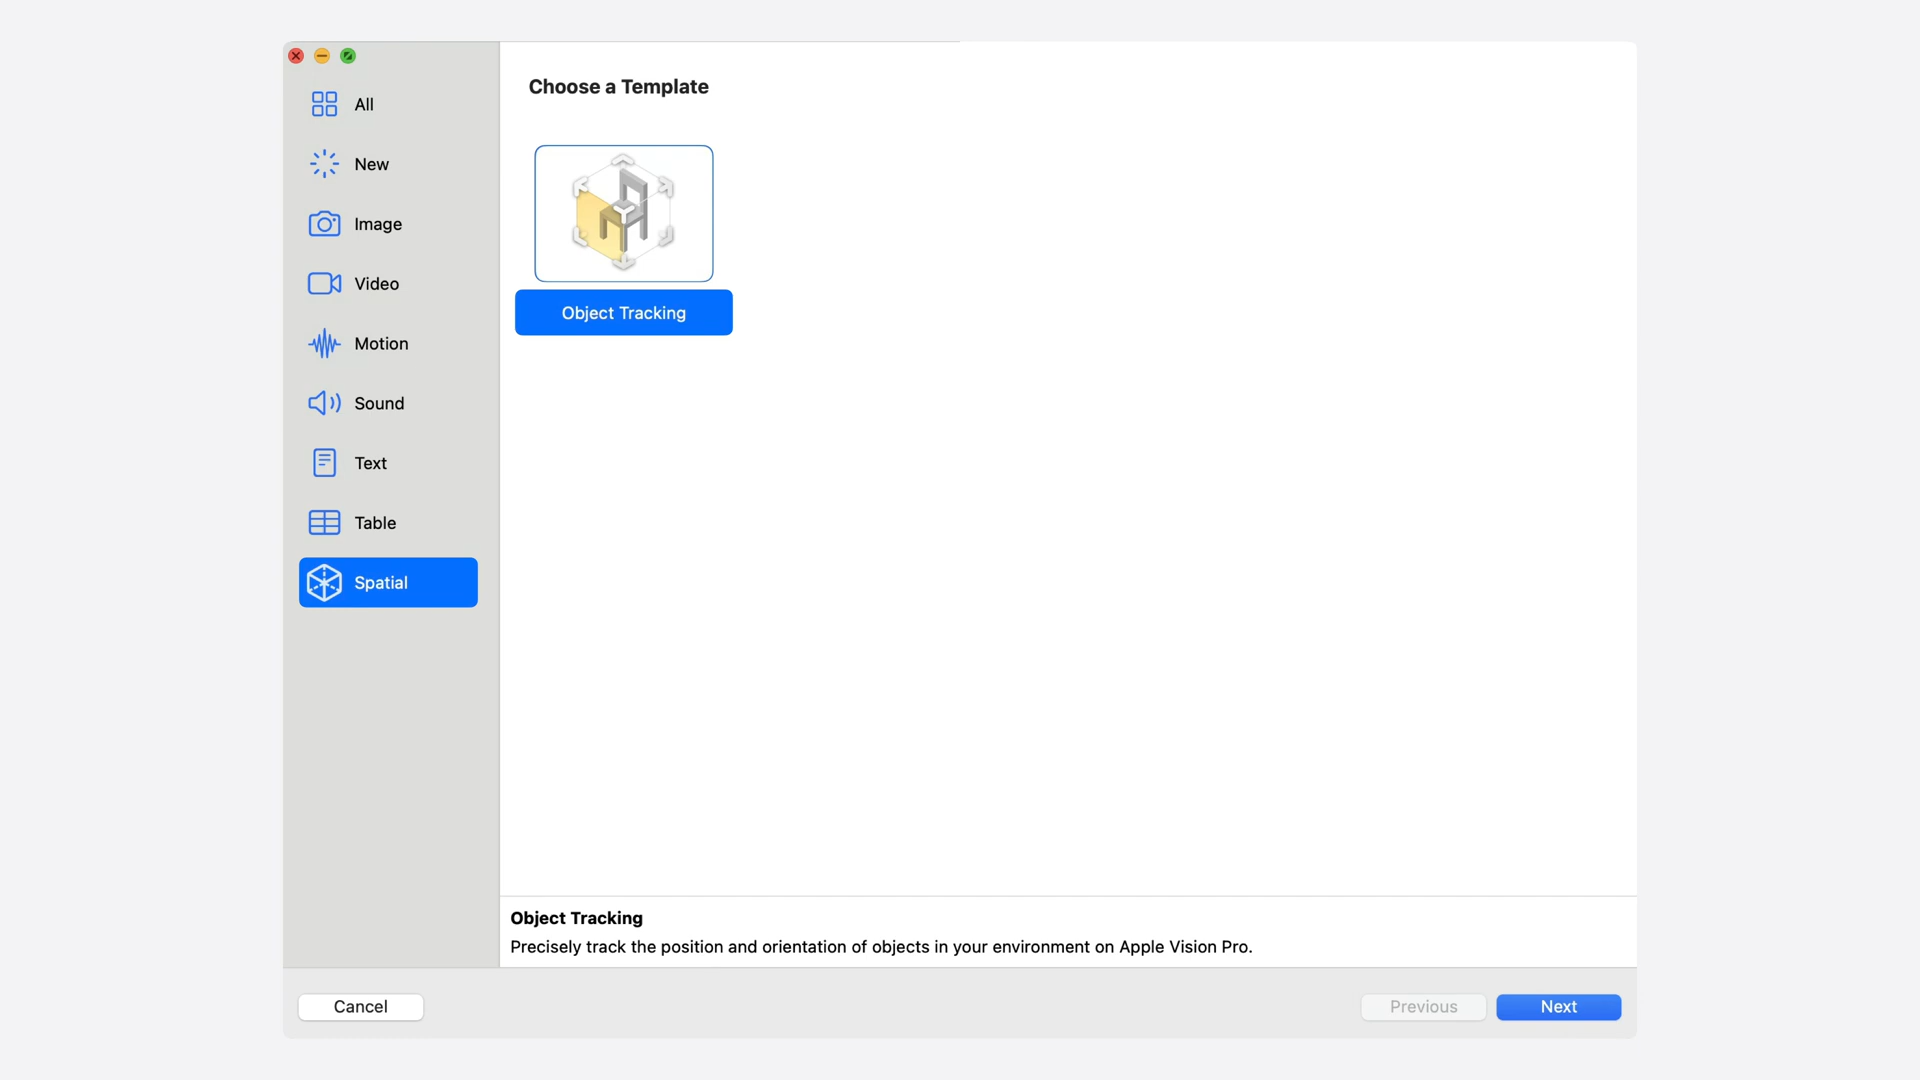 All
New
Image
Video
Motion
Sound
Text
Table
Spatial
Choose a Template
Object Tracking
Object Tracking
Precisely track the position and orientation of objects in your environment on Apple Vision Pro.
Cancel
Previous
Next